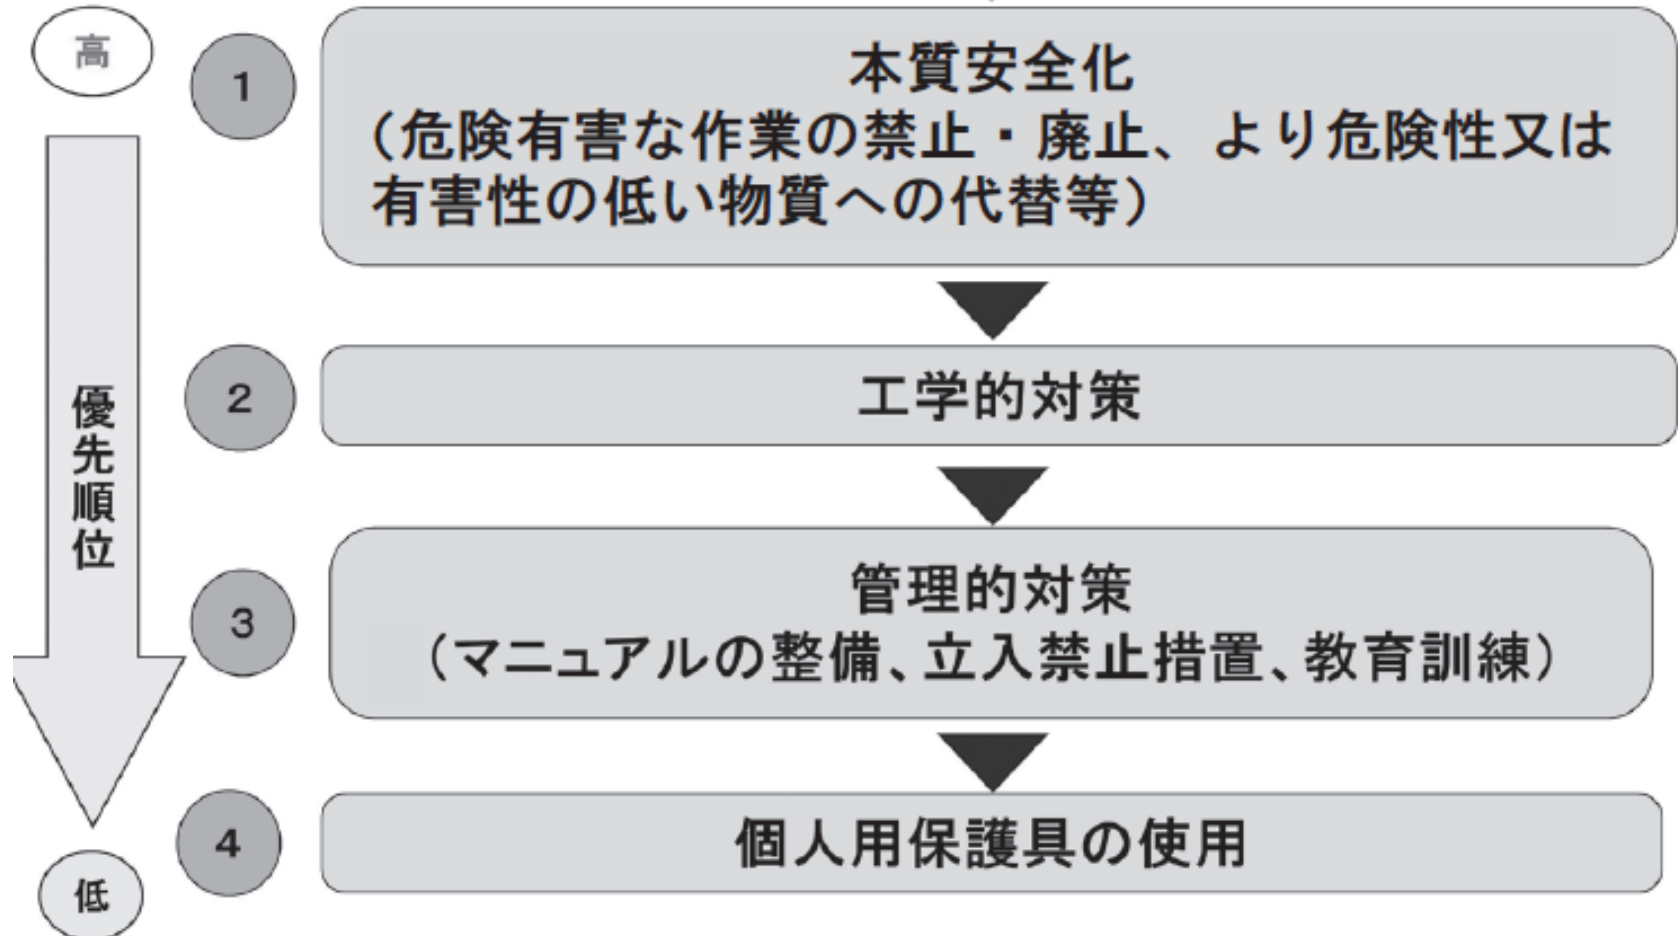 高
1
本質安全化
（危険有害な作業の禁止・廃止、より危険性又は
有害性の低い物質への代替等）
2
工学的対策
優先順位
3
管理的対策
（マニュアルの整備、立入禁止措置、教育訓練）
4
個人用保護具の使用
低